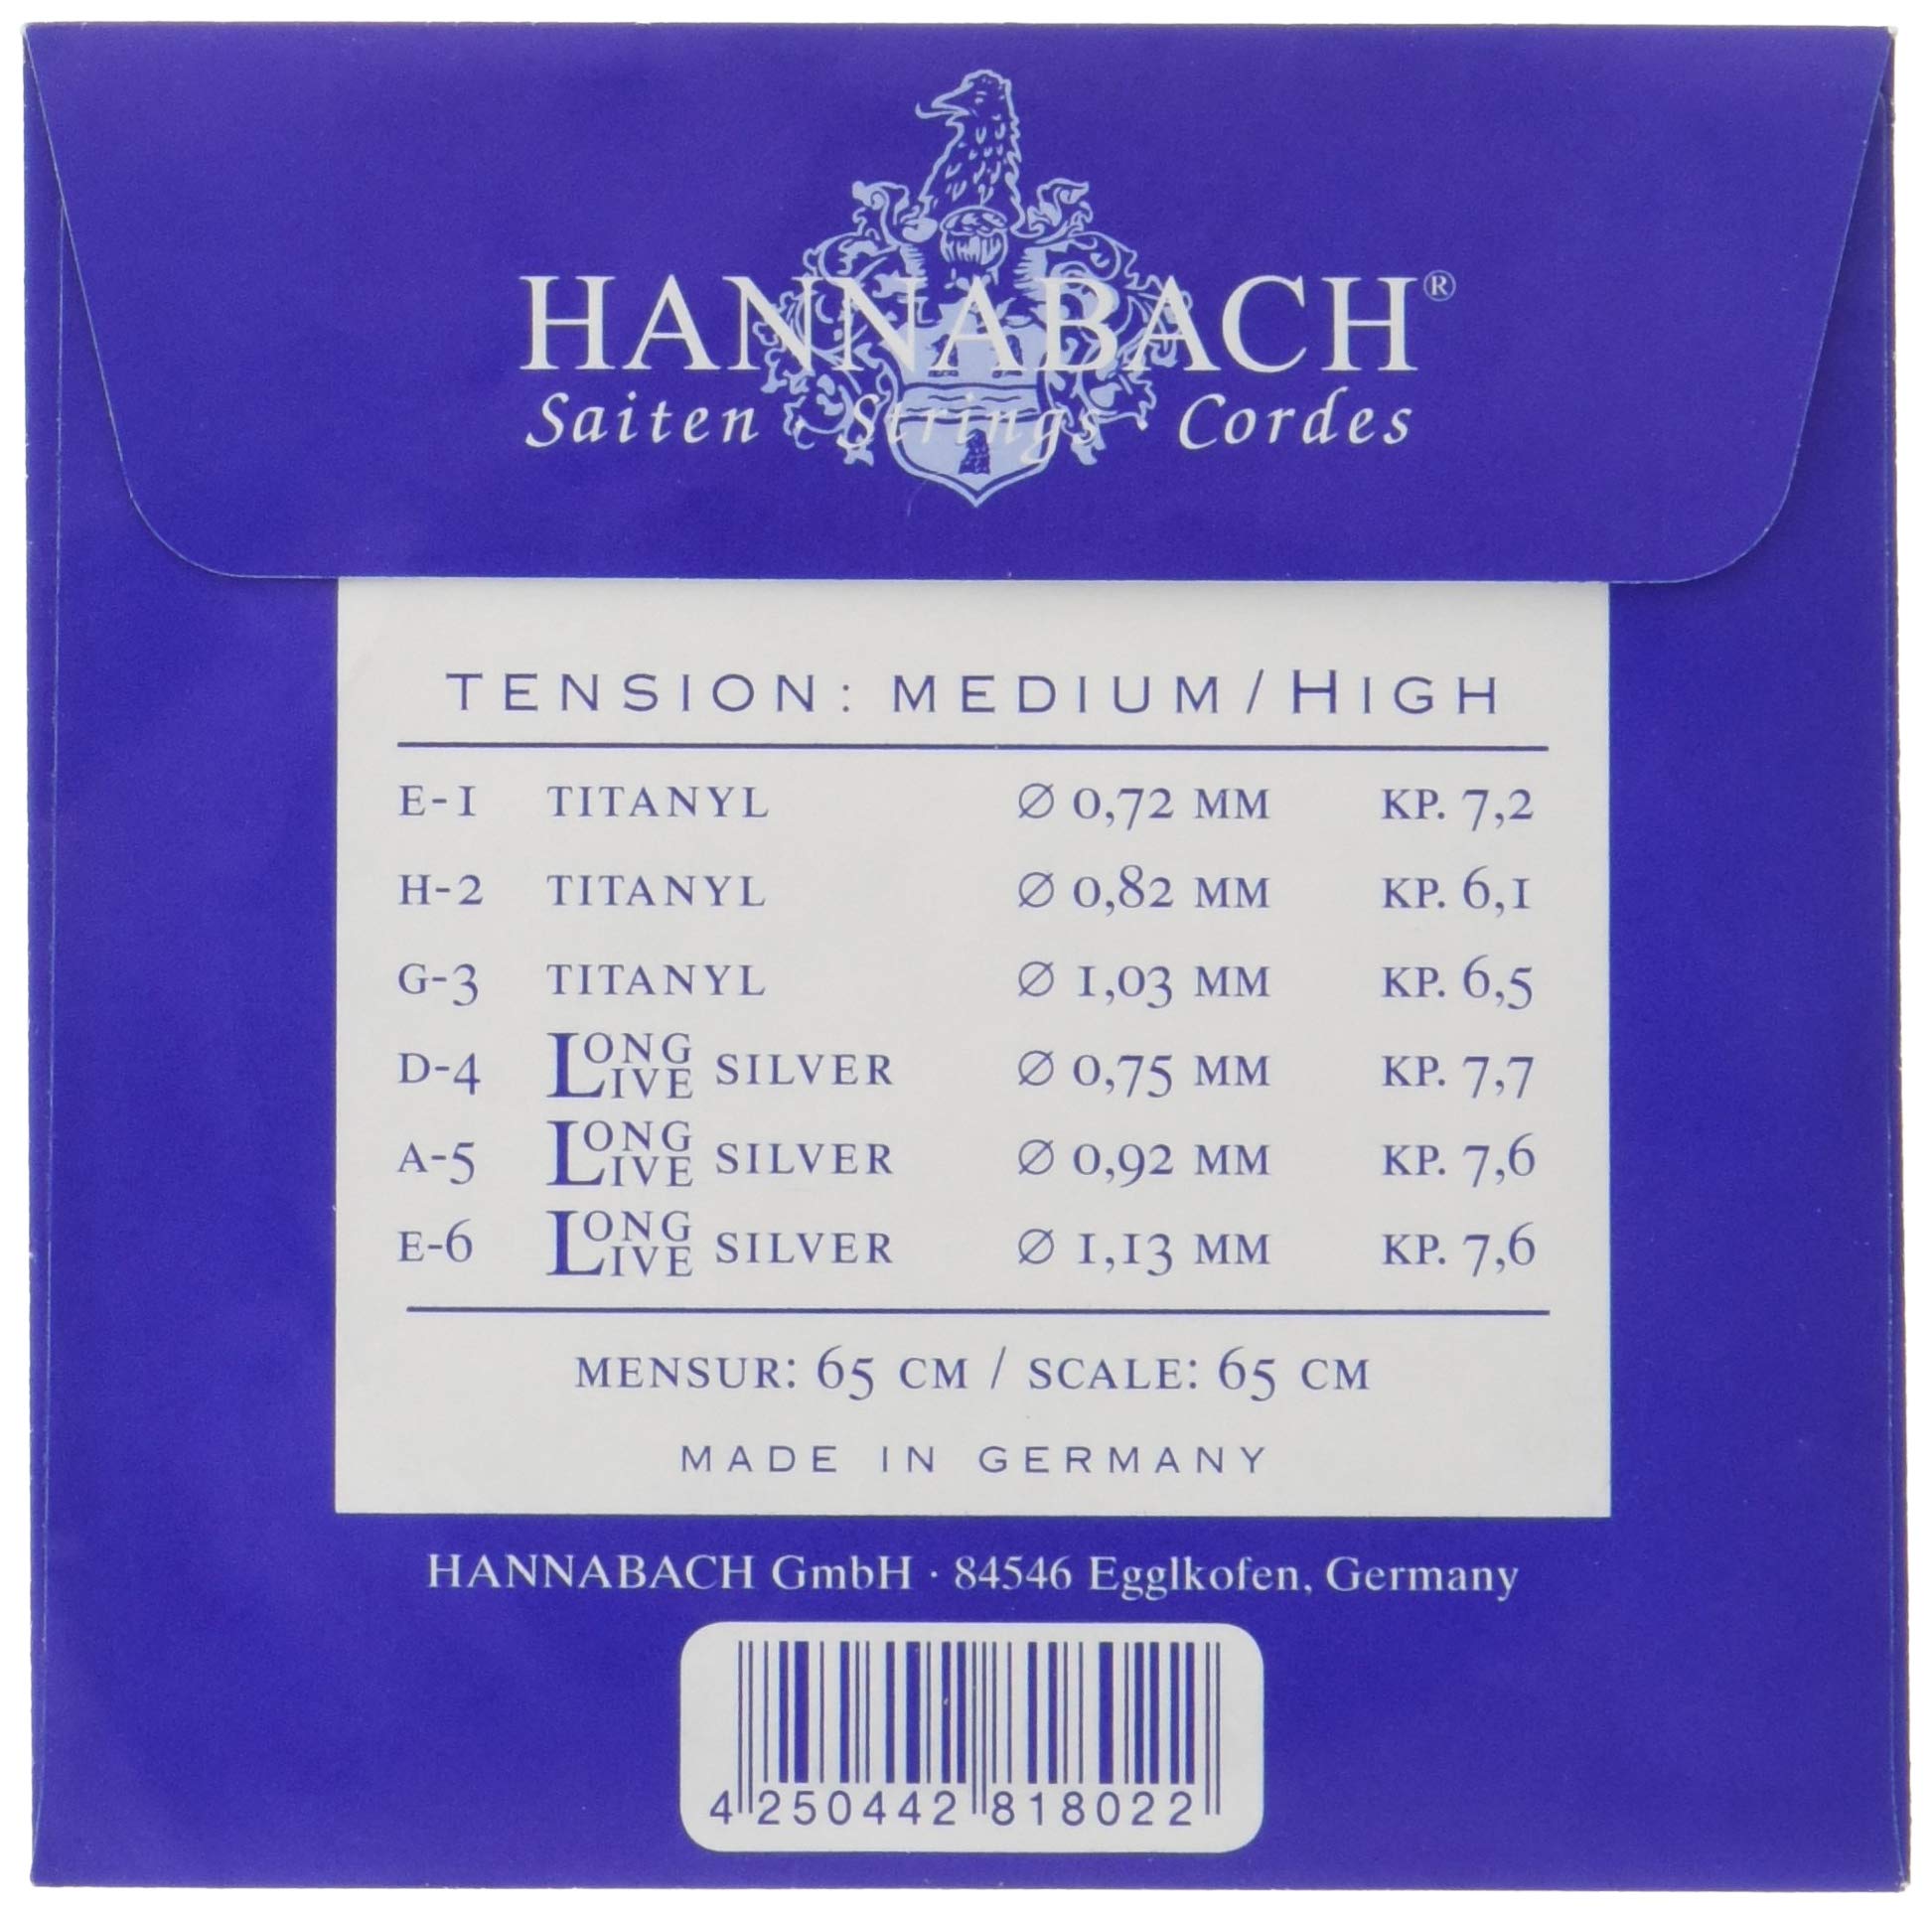 HANNABACH®
Saiten · Strings · Cordes
TENSION: MEDIUM/HIGH
E-1 TITANYL Ø 0,72 MM KP. 7,2
H-2 TITANYL Ø 0,82 MM KP. 6,1
G-3 TITANYL Ø 1,03 MM KP. 6,5
D-4 LONG LIVE SILVER Ø 0,75 MM KP. 7,7
A-5 LONG LIVE SILVER Ø 0,92 MM KP. 7,6
E-6 LONG LIVE SILVER Ø 1,13 MM KP. 7,6
MENSUR: 65 CM / SCALE: 65 CM
MADE IN GERMANY
HANNABACH GmbH · 84546 Egglkofen, Germany
4 250442 818022